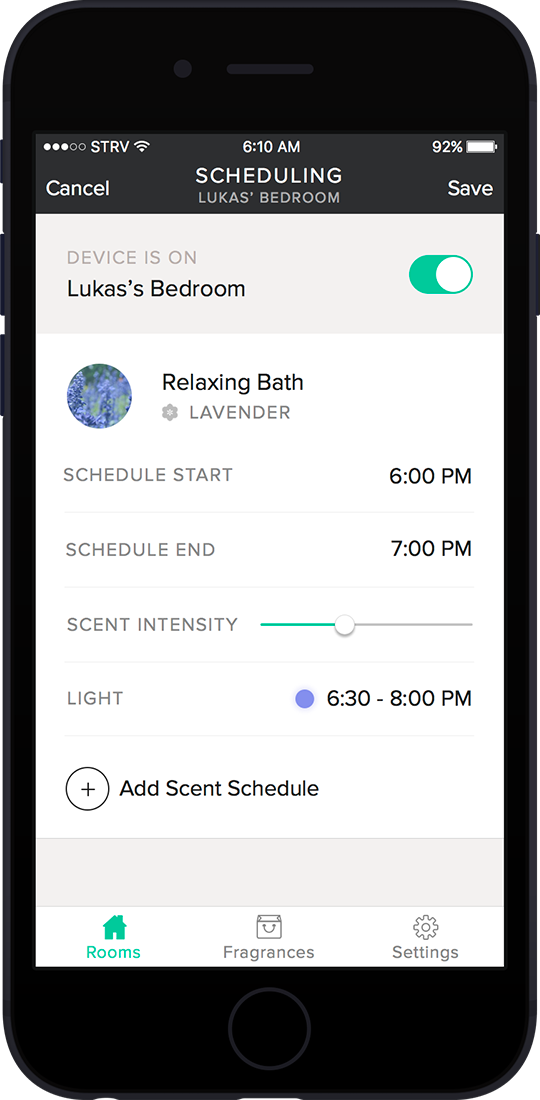 STRV 6:10 AM 92%
Cancel SCHEDULING Save
LUKAS’ BEDROOM
DEVICE IS ON
Lukas’s Bedroom
Relaxing Bath
LAVENDER
SCHEDULE START 6:00 PM
SCHEDULE END 7:00 PM
SCENT INTENSITY
LIGHT 6:30 - 8:00 PM
Add Scent Schedule
Rooms Fragrances Settings